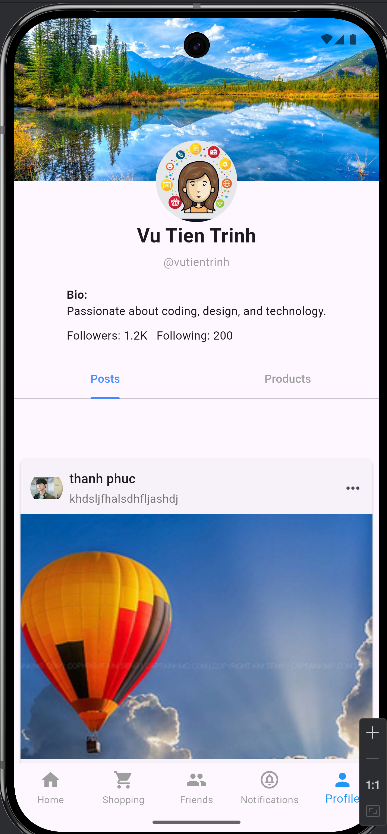 Vu Tien Trinh
@vutientrinh
Bio:
Passionate about coding, design, and technology.
Followers: 1.2K Following: 200
Posts Products
thanh phuc
khdsljfhalsdhfljashdj
Home Shopping Friends Notifications Profile
1:1